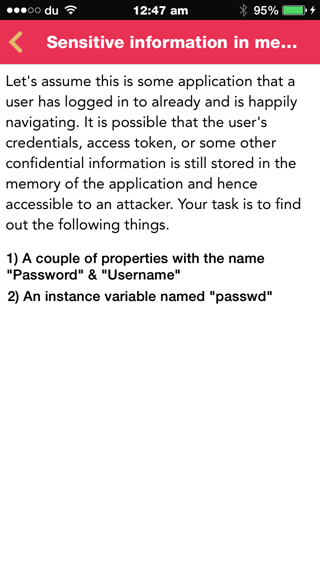 du 12:47 am 95%
Sensitive information in me...
Let's assume this is some application that a
user has logged in to already and is happily
navigating. It is possible that the user's
credentials, access token, or some other
confidential information is still stored in the
memory of the application and hence
accessible to an attacker. Your task is to find
out the following things.
1) A couple of properties with the name
"Password" & "Username"
2) An instance variable named "passwd"